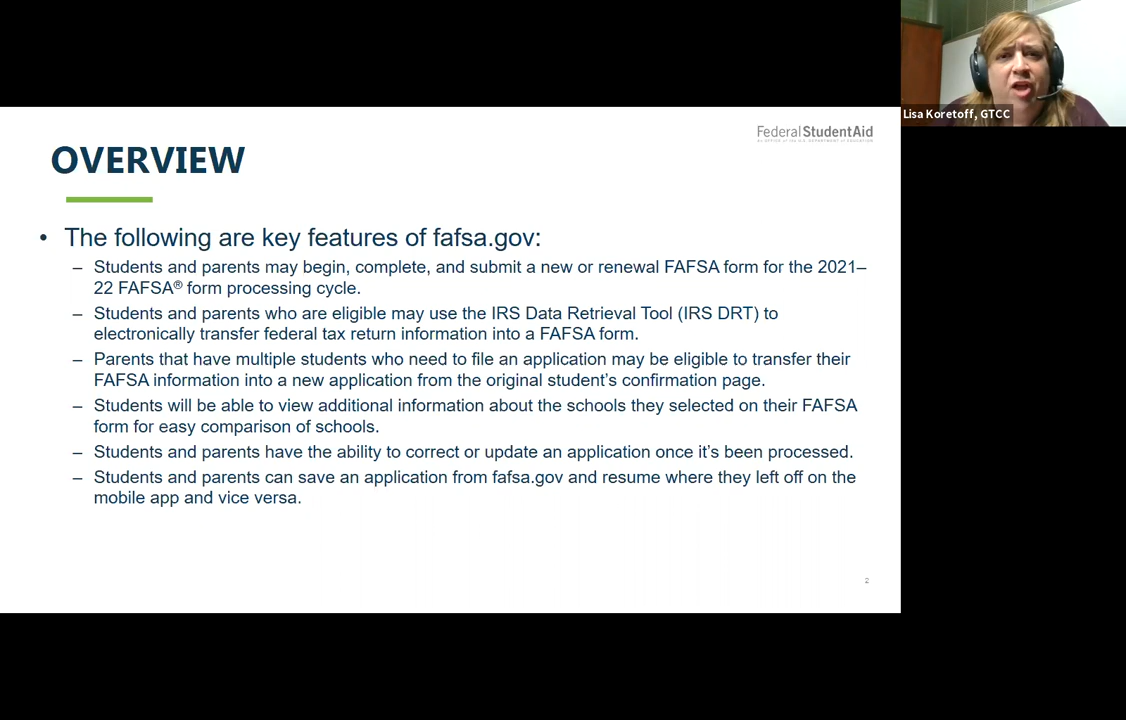 Lisa Koretoff, GTCC
Federal StudentAid
AN OFFICE OF THE U.S. DEPARTMENT OF EDUCATION
OVERVIEW
• The following are key features of fafsa.gov:
– Students and parents may begin, complete, and submit a new or renewal FAFSA form for the 2021–
22 FAFSA® form processing cycle.
– Students and parents who are eligible may use the IRS Data Retrieval Tool (IRS DRT) to
electronically transfer federal tax return information into a FAFSA form.
– Parents that have multiple students who need to file an application may be eligible to transfer their
FAFSA information into a new application from the original student’s confirmation page.
– Students will be able to view additional information about the schools they selected on their FAFSA
form for easy comparison of schools.
– Students and parents have the ability to correct or update an application once it’s been processed.
– Students and parents can save an application from fafsa.gov and resume where they left off on the
mobile app and vice versa.
2